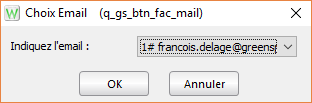 Choix Email (q_gs_btn_fac_mail)
Indiquez l'email : 1# francois.delage@greens
OK Annuler